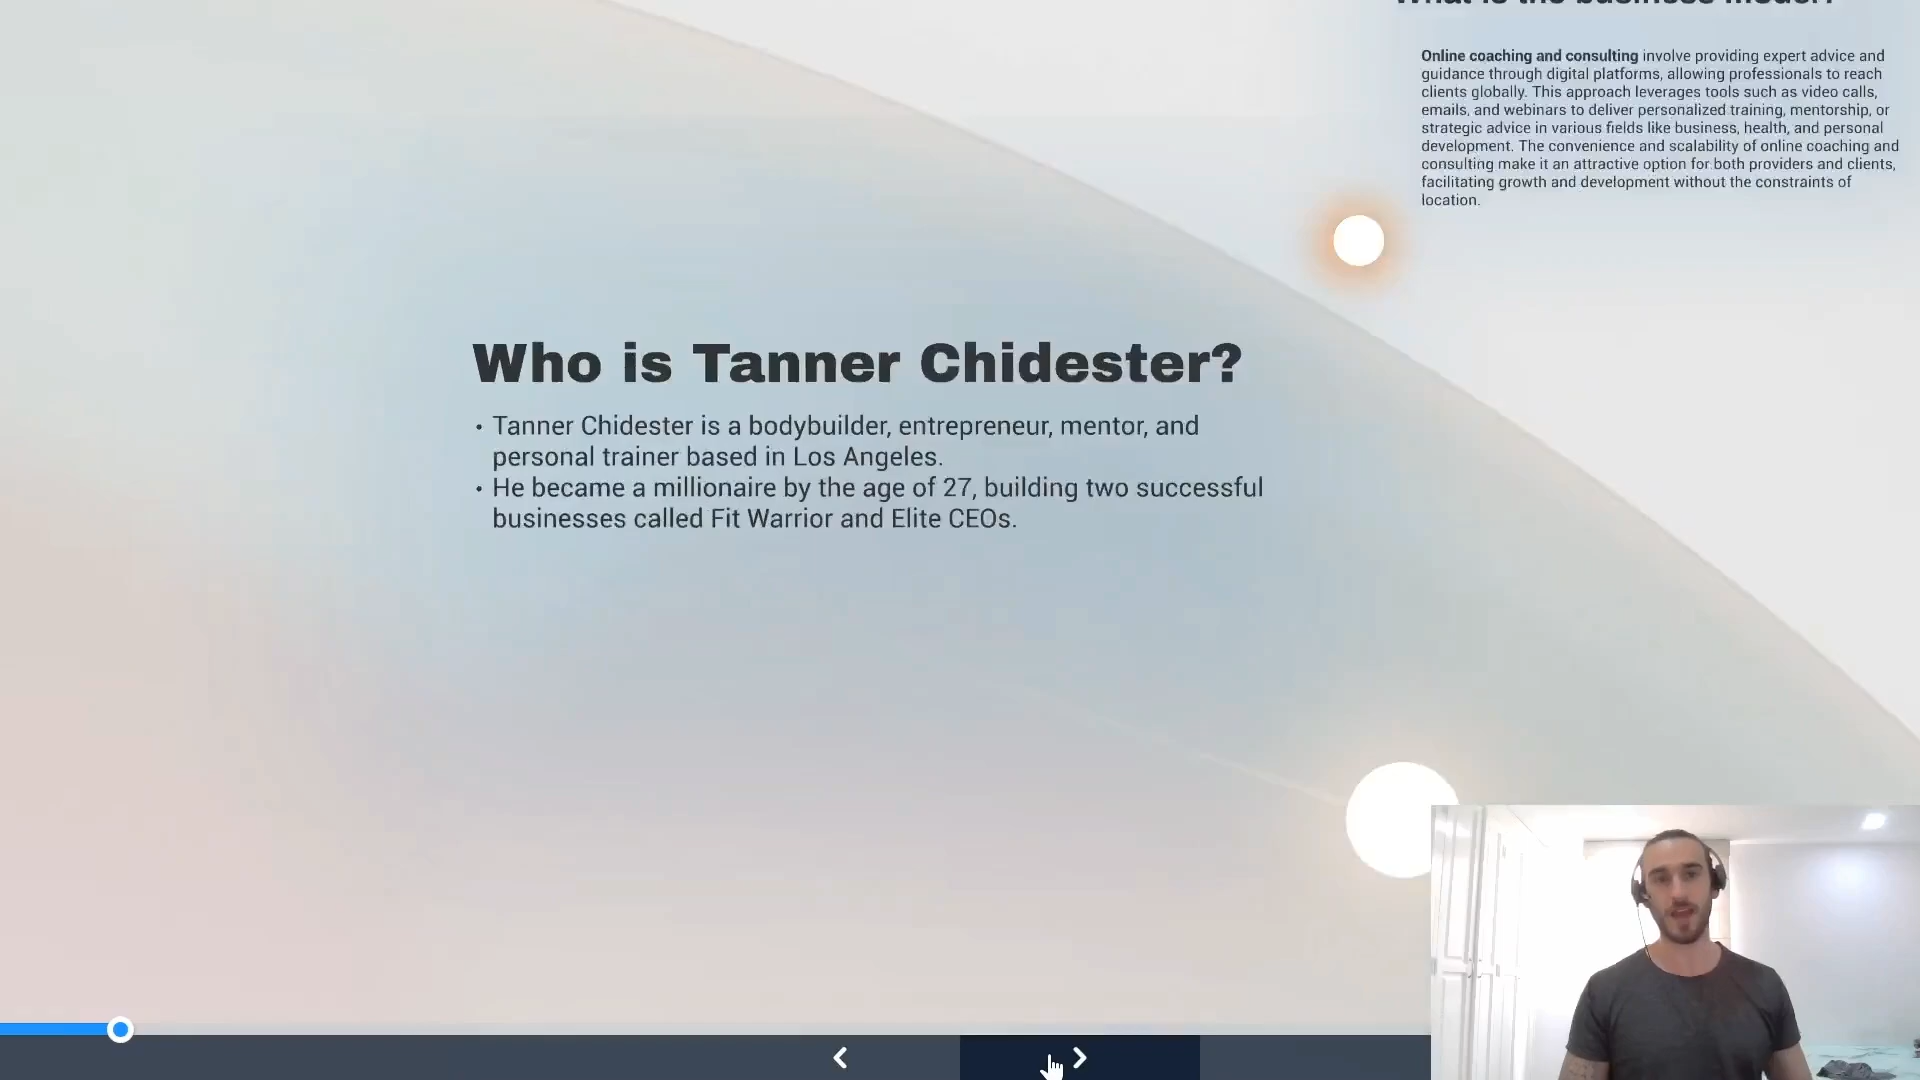 What is the business model?
Online coaching and consulting involve providing expert advice and
guidance through digital platforms, allowing professionals to reach
clients globally. This approach leverages tools such as video calls,
emails, and webinars to deliver personalized training, mentorship, or
strategic advice in various fields like business, health, and personal
development. The convenience and scalability of online coaching and
consulting make it an attractive option for both providers and clients,
facilitating growth and development without the constraints of
location.
Who is Tanner Chidester?
• Tanner Chidester is a bodybuilder, entrepreneur, mentor, and
personal trainer based in Los Angeles.
• He became a millionaire by the age of 27, building two successful
businesses called Fit Warrior and Elite CEOs.